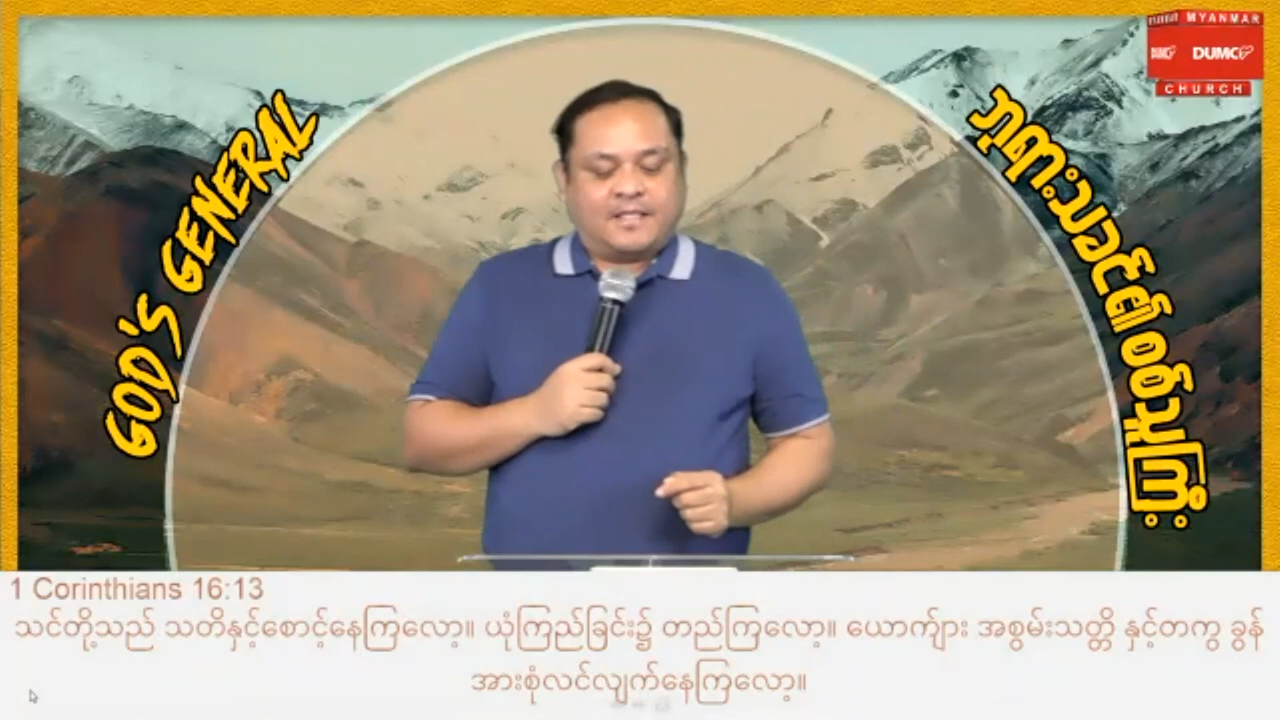 MYANMAR
DUMC DUMC
CHURCH
GOD'S GENERAL
ဘုရားသခင်၏စစ်သူကြီး
1 Corinthians 16:13
သင်တို့သည် သတိနှင့်စောင့်နေကြလော့။ ယုံကြည်ခြင်း၌ တည်ကြလော့။ ယောက်ျား အစွမ်းသတ္တိ နှင့်တကွ ခွန်
အားစုံလင်လျက်နေကြလော့။